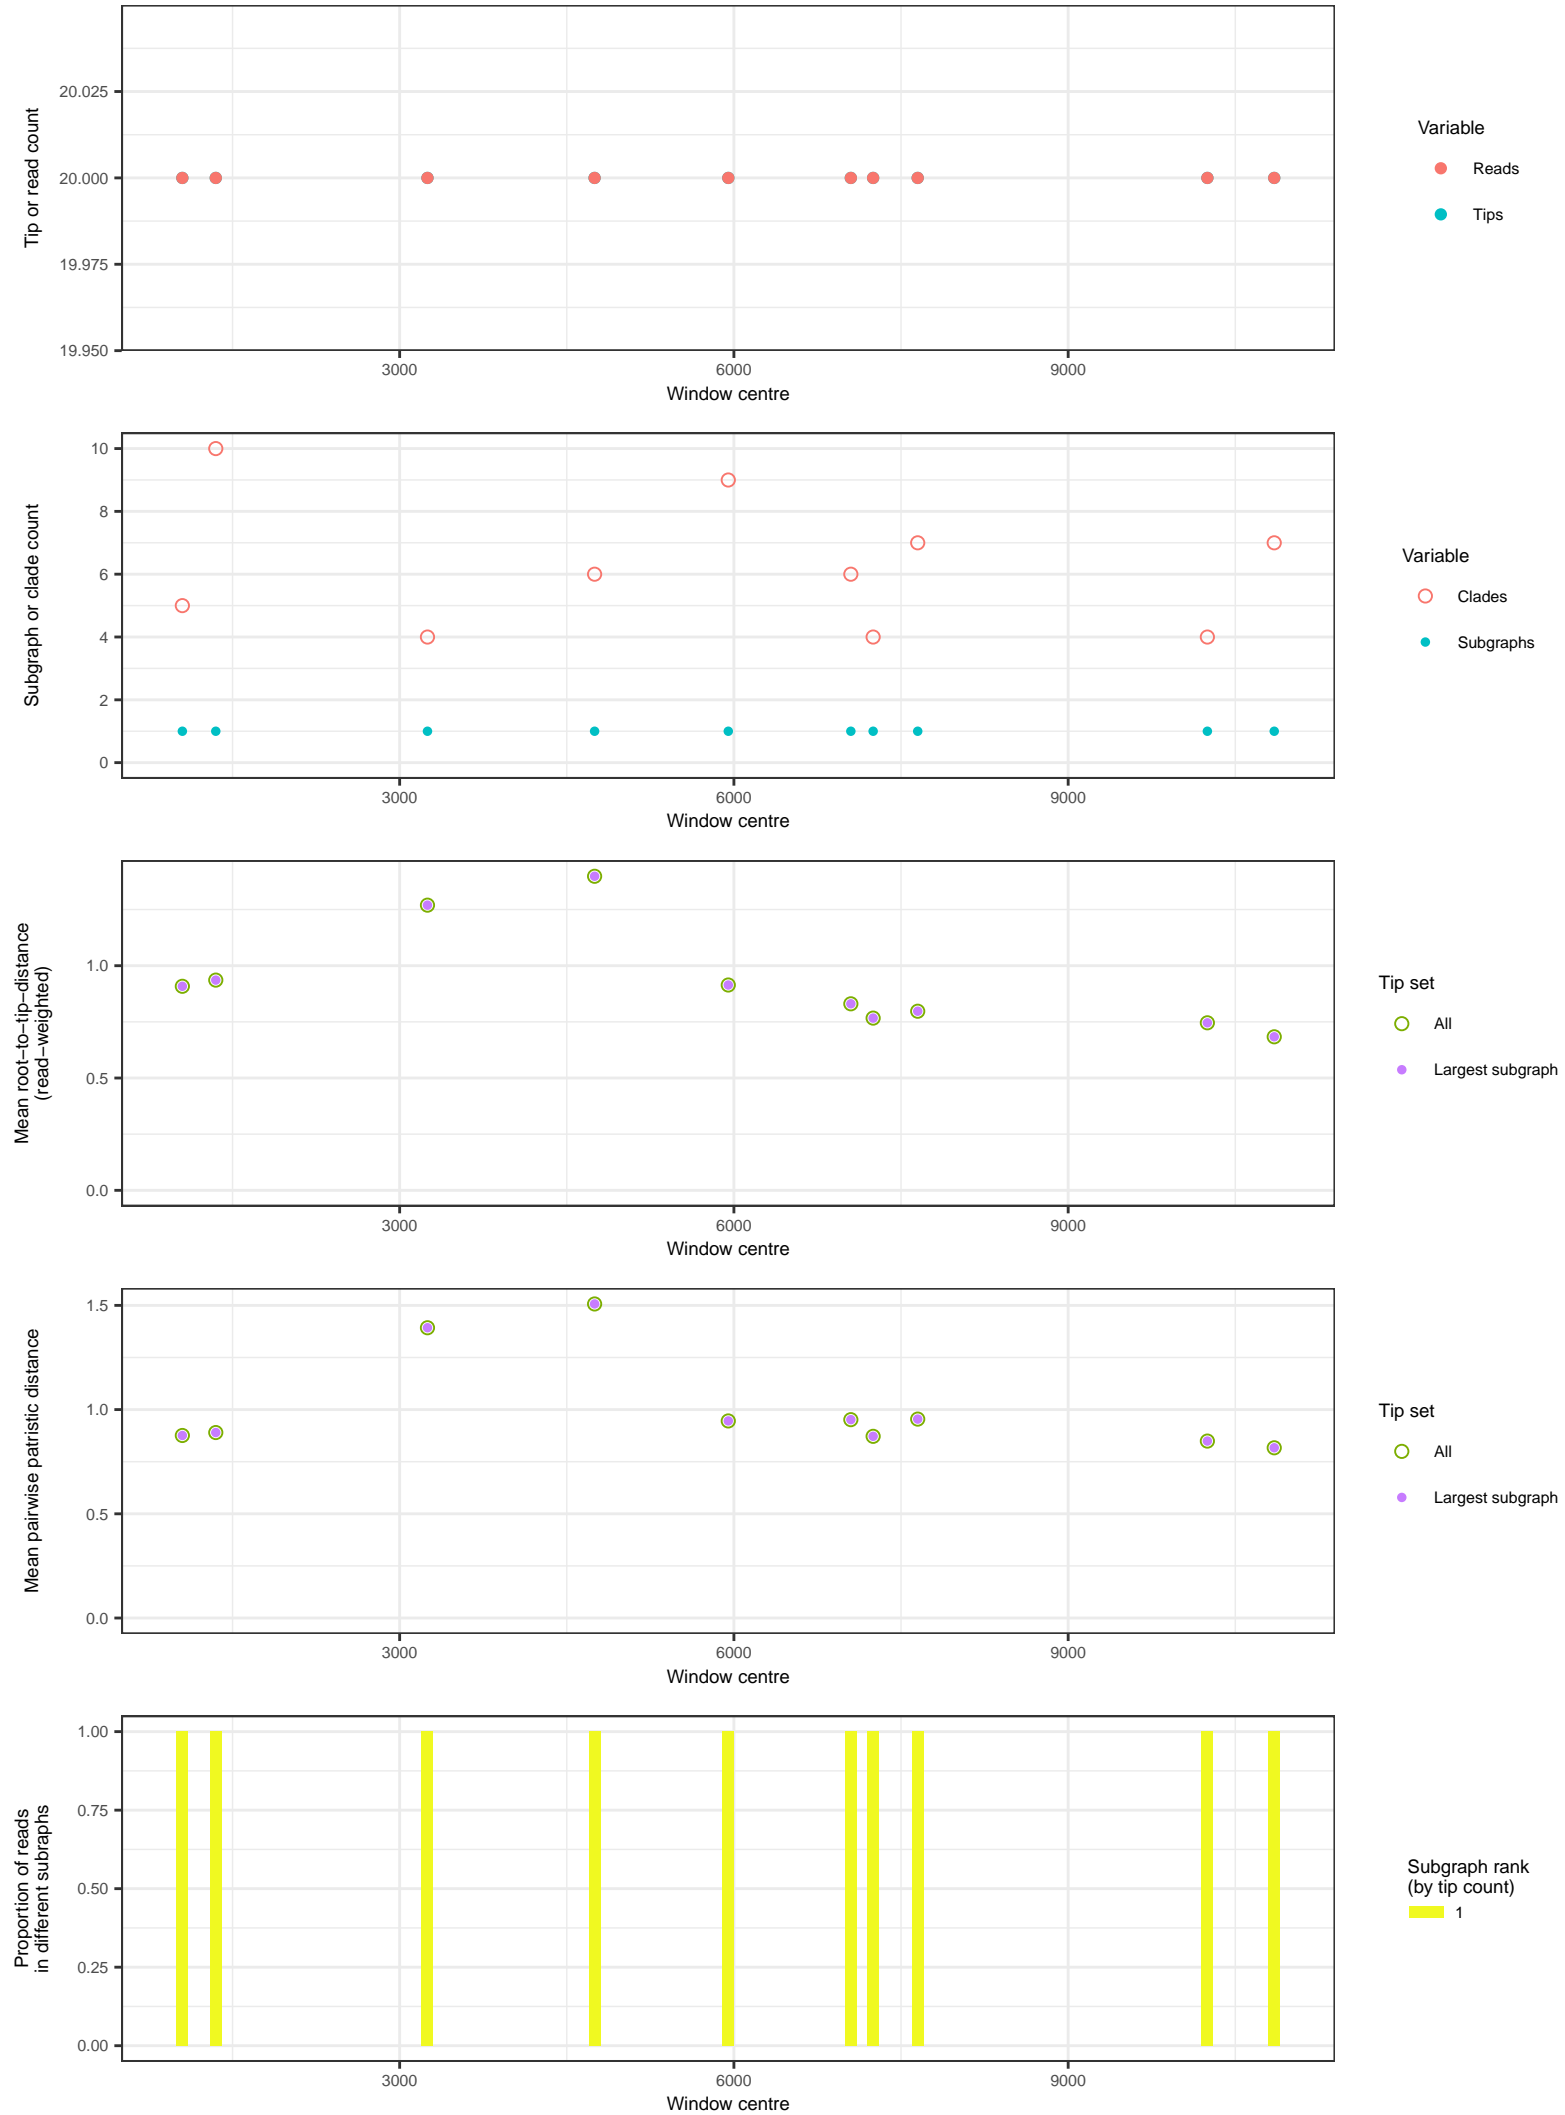 Tip or read count
20.025
20.000
19.975
19.950
3000
6000
9000
Window centre
Variable
Reads
Tips
Subgraph or clade count
10
8
6
4
2
0
3000
6000
9000
Window centre
Variable
Clades
Subgraphs
Mean root−to−tip−distance
(read−weighted)
1.0
0.5
0.0
3000
6000
9000
Window centre
Tip set
All
Largest subgraph
Mean pairwise patristic distance
1.5
1.0
0.5
0.0
3000
6000
9000
Window centre
Tip set
All
Largest subgraph
Proportion of reads
in different subraphs
1.00
0.75
0.50
0.25
0.00
3000
6000
9000
Window centre
Subgraph rank
(by tip count)
1